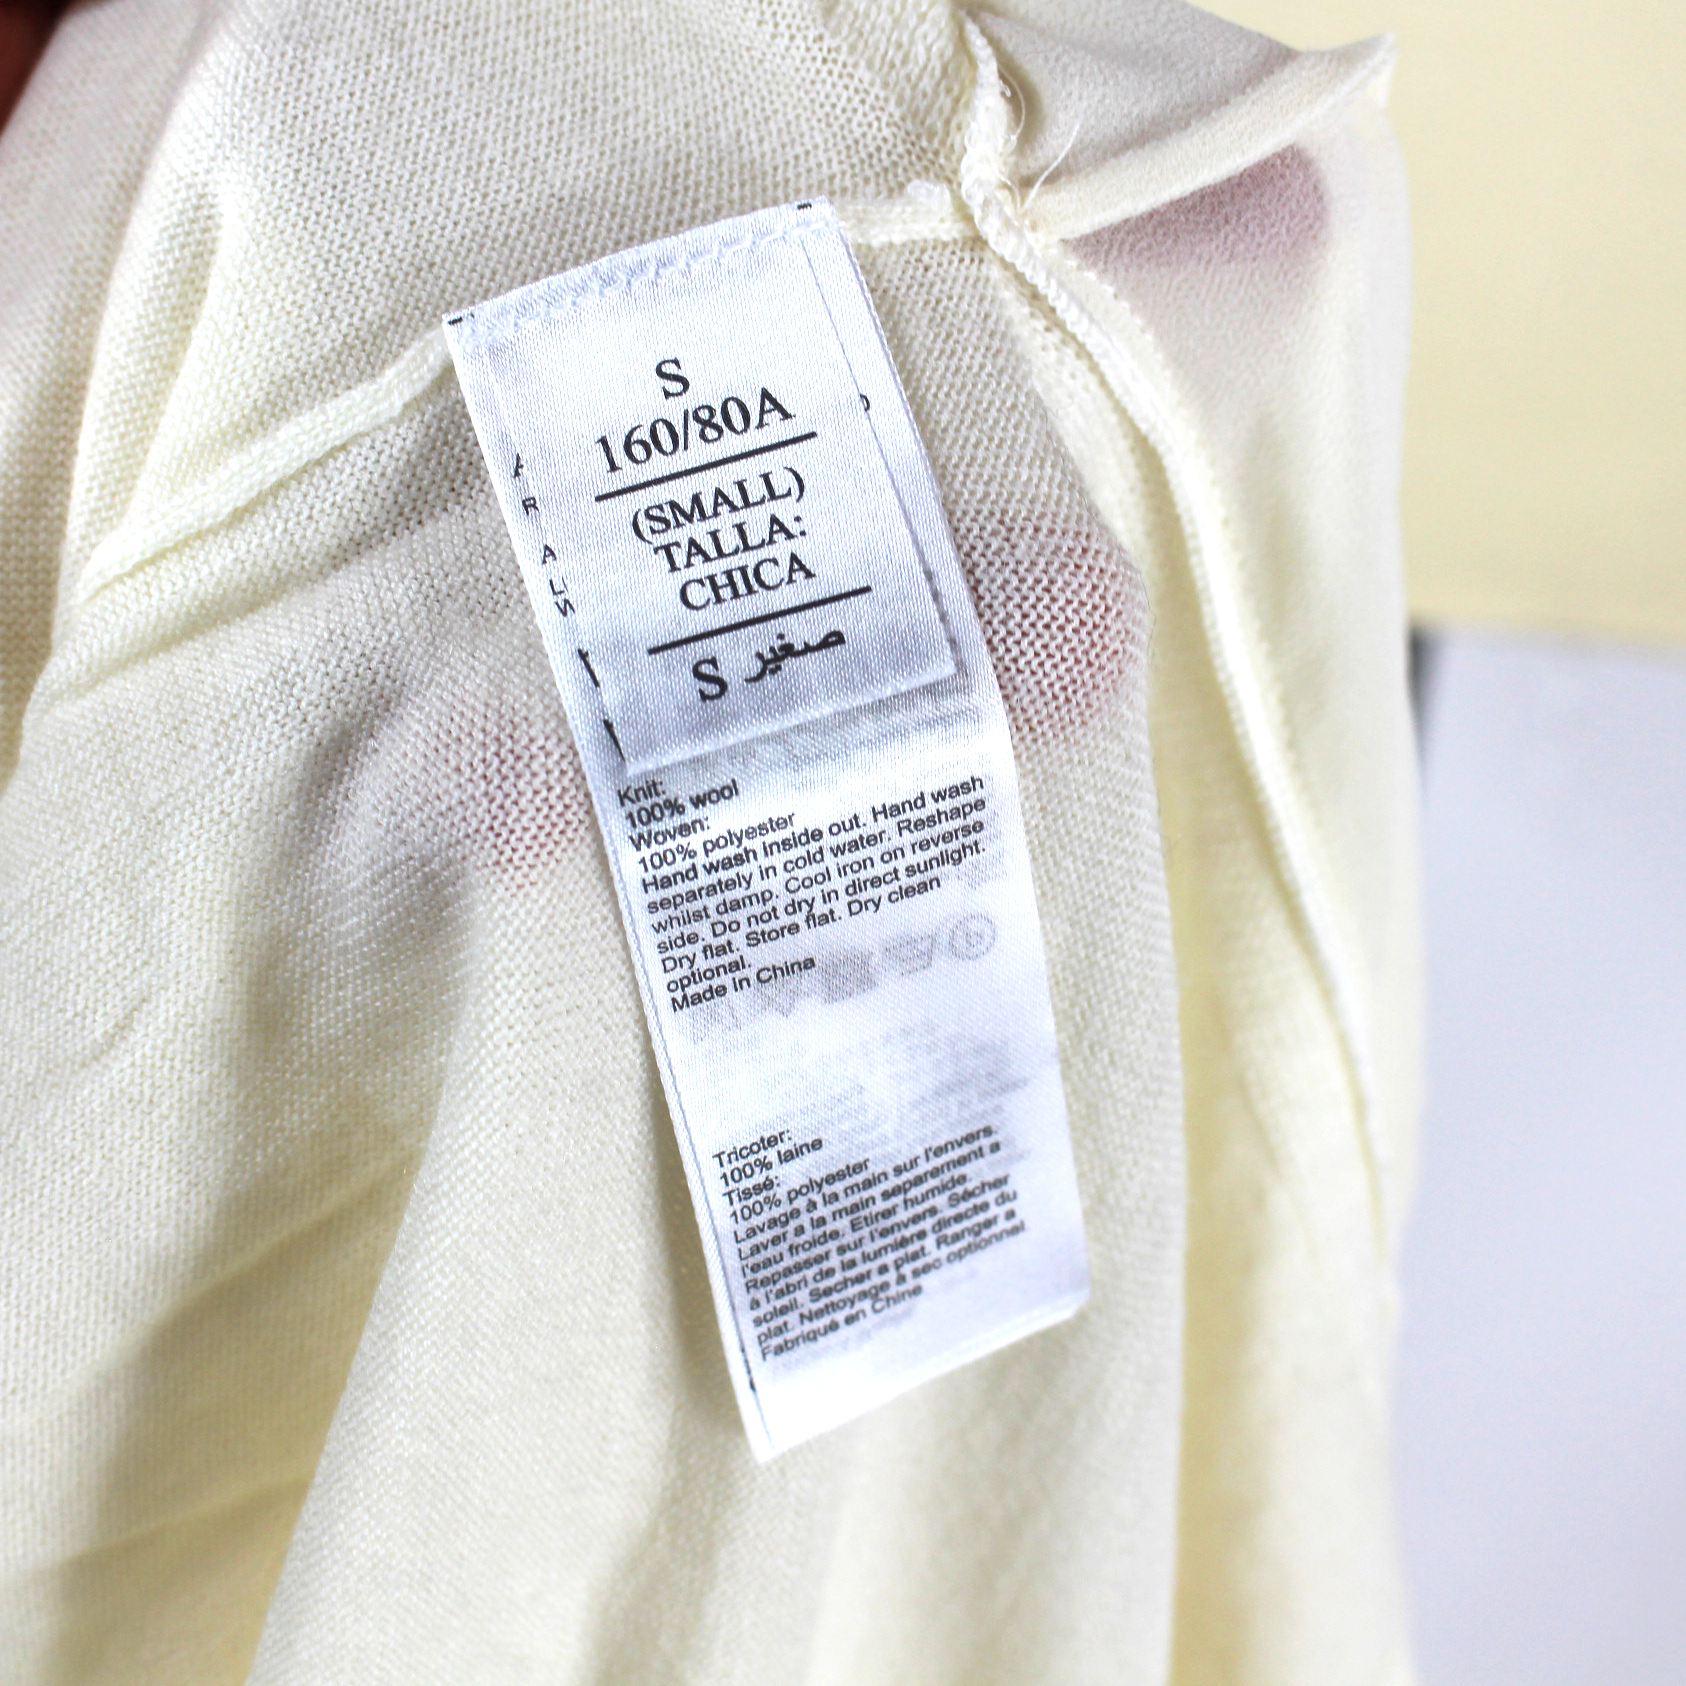 S
160/80A
(SMALL)
TALLA:
CHICA
S صغير
Knit:
100% wool
Woven:
100% polyester
Hand wash inside out. Hand wash
separately in cold water. Reshape
whilst damp. Cool iron on reverse
side. Do not dry in direct sunlight.
Dry flat. Store flat. Dry clean
optional.
Made in China
Tricoter:
100% laine
Tissé:
100% polyester
Lavage à la main sur l'envers.
Laver a la main separement a
l'eau froide. Etirer humide.
Repasser sur l'envers. Sécher
à l'abri de la lumière directe du
soleil. Secher a plat. Ranger a
plat. Nettoyage à sec optionnel
Fabriqué en Chine